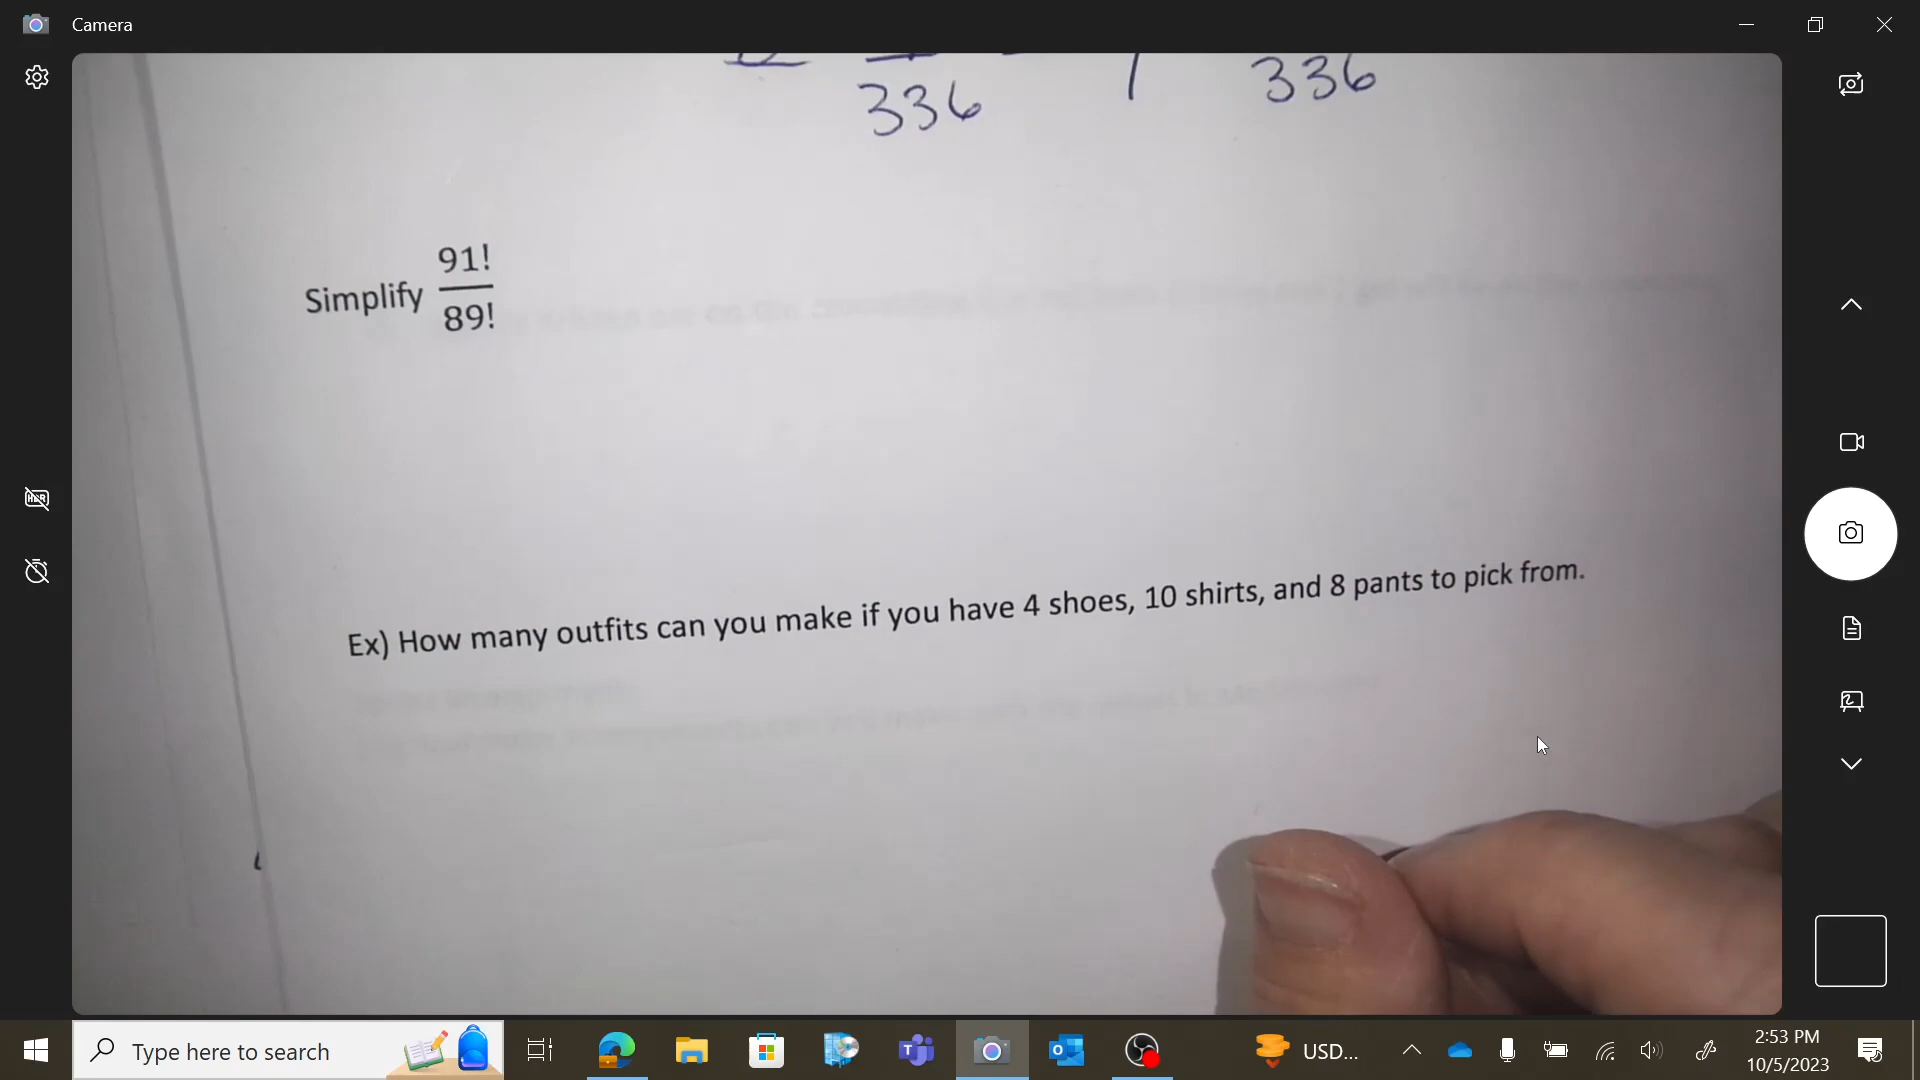 Camera
336
336
Simplify 91!
89!
Ex) How many outfits can you make if you have 4 shoes, 10 shirts, and 8 pants to pick from.
Type here to search
USD...
2:53 PM
10/5/2023